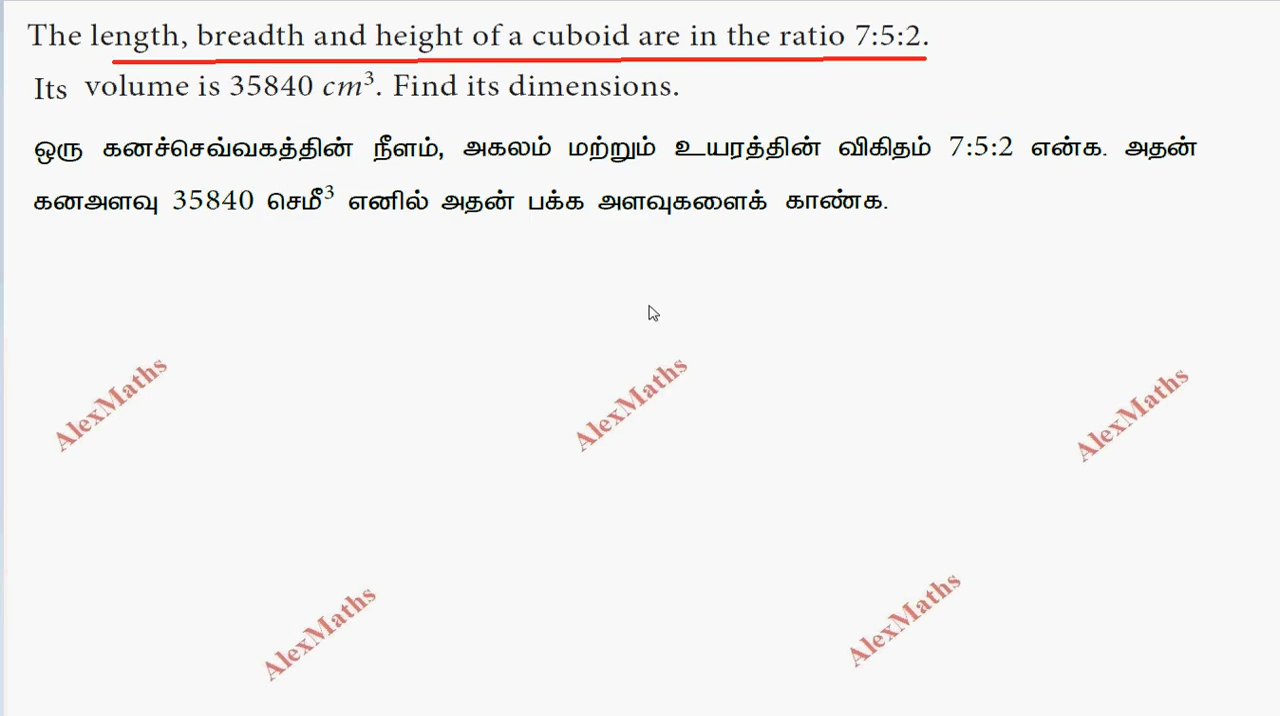 The length, breadth and height of a cuboid are in the ratio 7:5:2.
Its volume is 35840 cm³. Find its dimensions.
ஒரு கனச்செவ்வகத்தின் நீளம், அகலம் மற்றும் உயரத்தின் விகிதம் 7:5:2 என்க. அதன்
கனஅளவு 35840 செமீ³ எனில் அதன் பக்க அளவுகளைக் காண்க.
AlexMaths
AlexMaths
AlexMaths
AlexMaths
AlexMaths